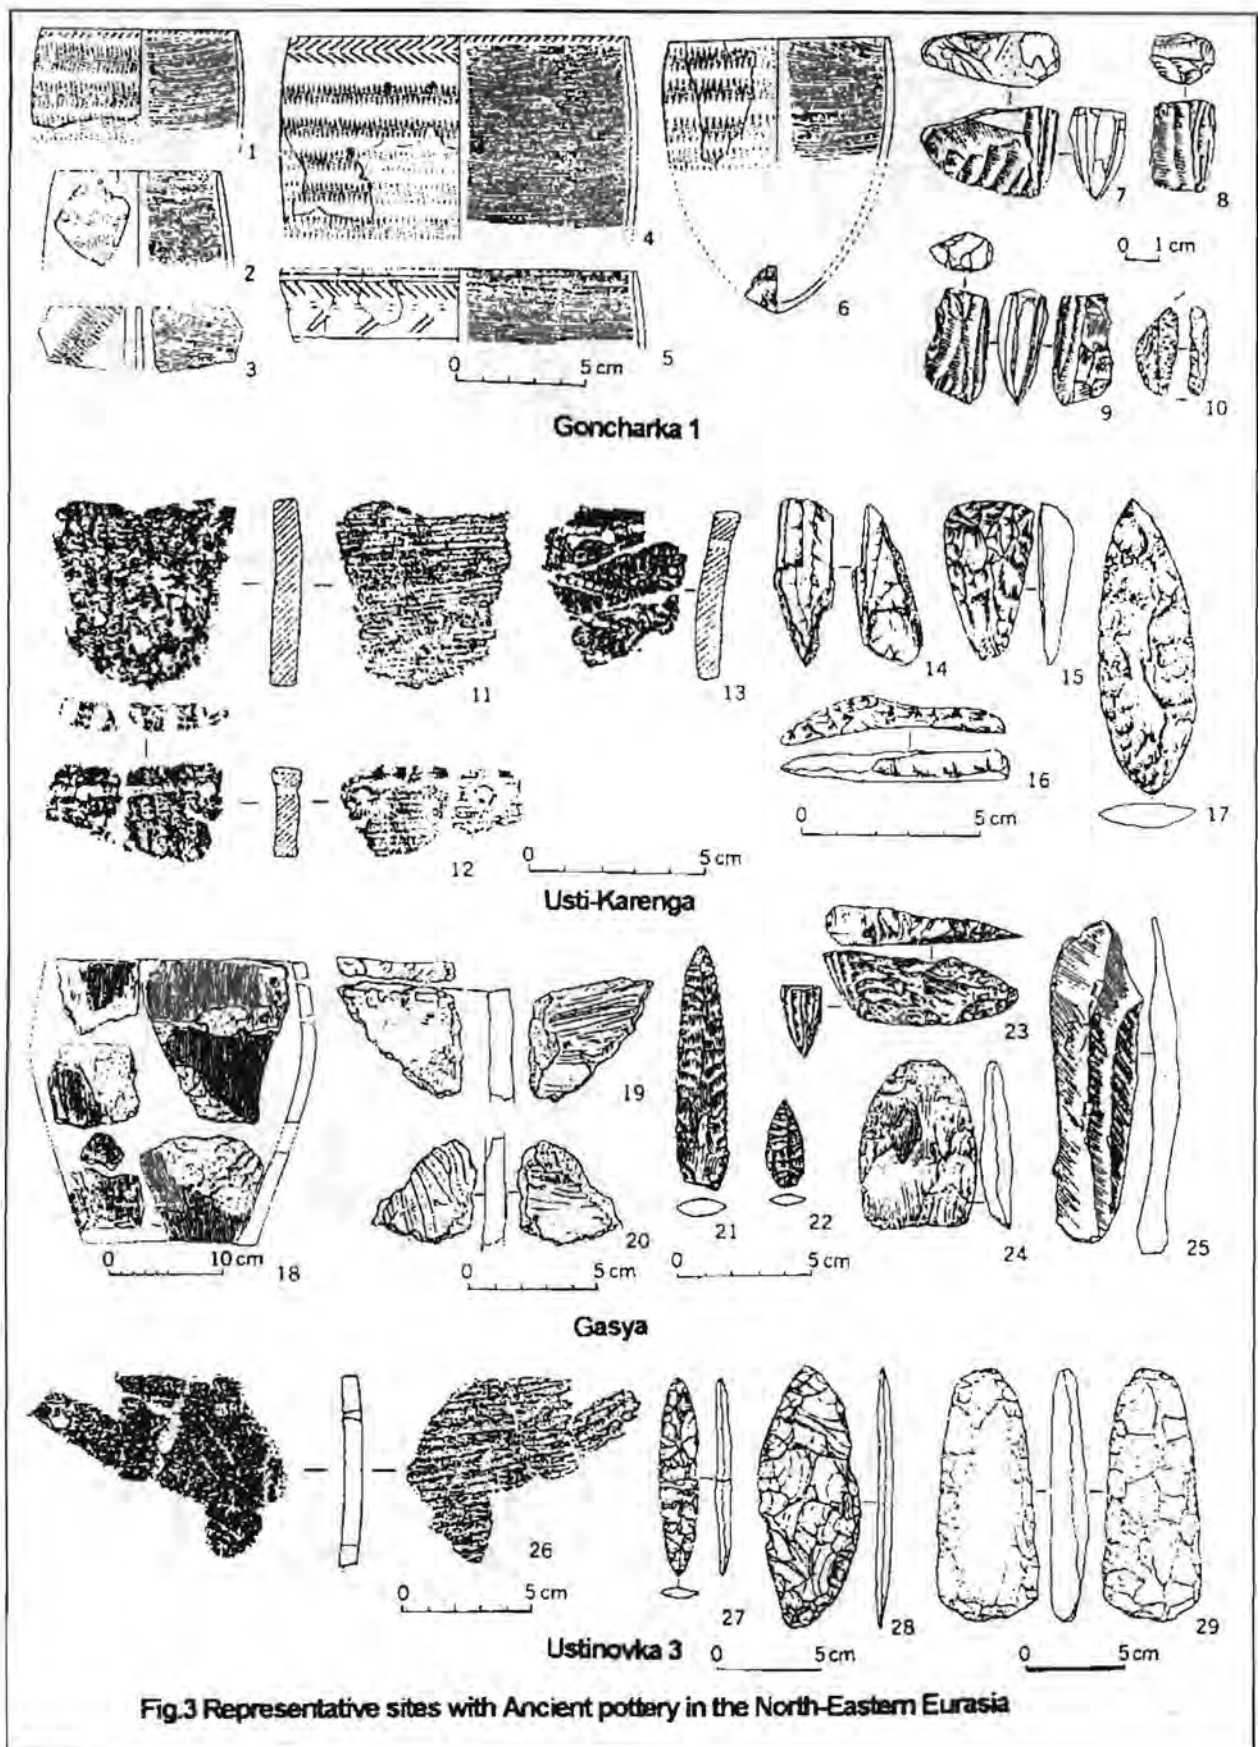 1
4
6
7
8
0 1 cm
2
3
5
0 5 cm
9
10
Goncharka 1
11
13
14
15
16
0 5 cm
17
12
0 5 cm
Usti-Karenga
19
23
21
22
20
24
25
0 10 cm
18
0 5 cm
0 5 cm
Gasya
26
0 5 cm
27
28
29
Ustinovka 3
0 5 cm
0 5 cm
Fig.3 Representative sites with Ancient pottery in the North-Eastern Eurasia